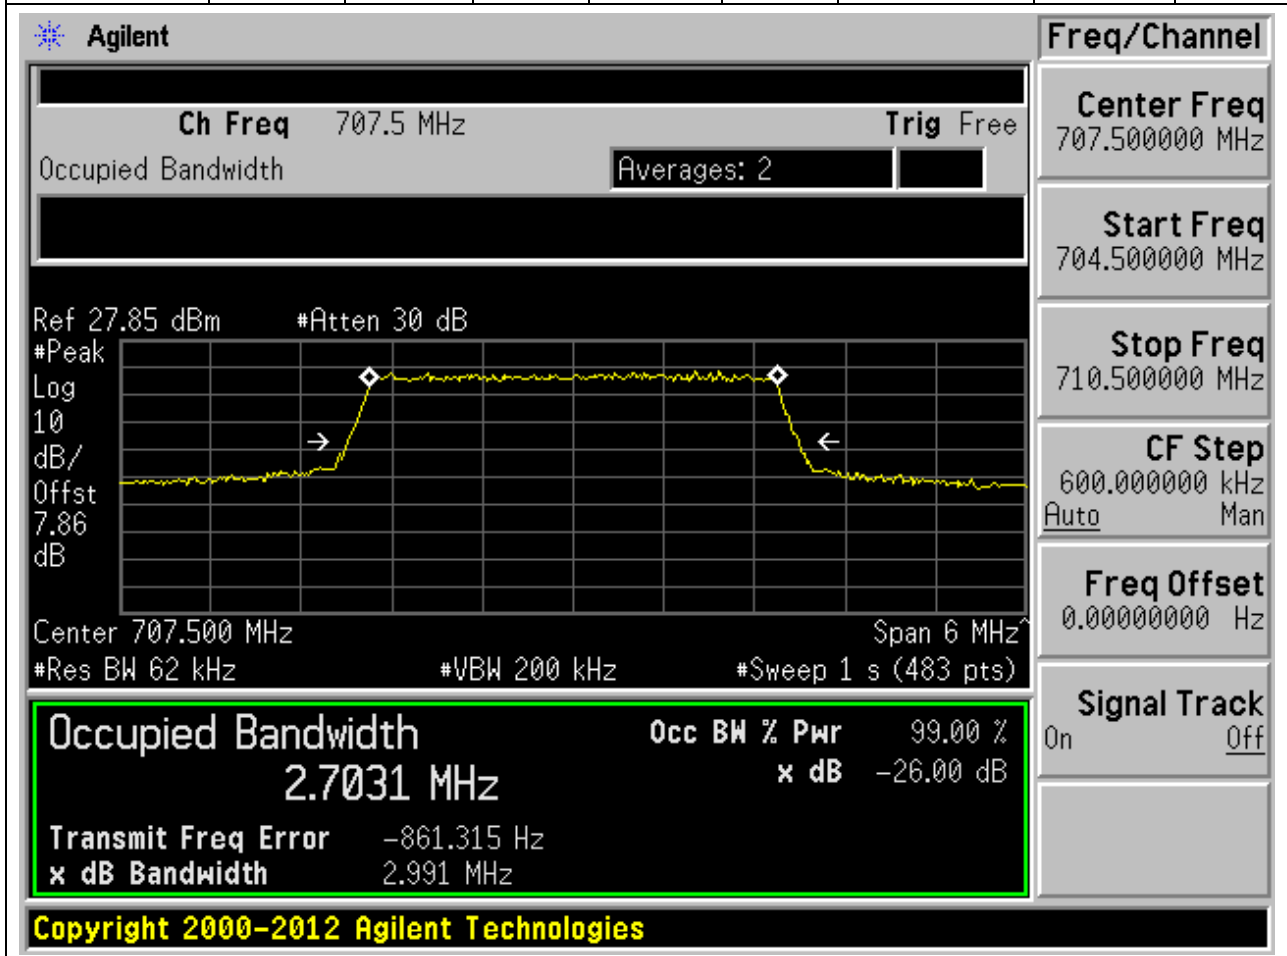 Agilent
Freq/Channel
Ch Freq 707.5 MHz Trig Free
Occupied Bandwidth Averages: 2
Center Freq
707.500000 MHz
Start Freq
704.500000 MHz
Stop Freq
710.500000 MHz
CF Step
600.000000 kHz
Auto Man
Freq Offset
0.00000000 Hz
Signal Track
On Off
Ref 27.85 dBm #Atten 30 dB
#Peak
Log
10
dB/
Offst
7.86
dB
Center 707.500 MHz Span 6 MHz^
#Res BW 62 kHz #VBW 200 kHz #Sweep 1 s (483 pts)
Occupied Bandwidth Occ BW % Pwr 99.00 %
2.7031 MHz x dB -26.00 dB
Transmit Freq Error -861.315 Hz
x dB Bandwidth 2.991 MHz
Copyright 2000-2012 Agilent Technologies